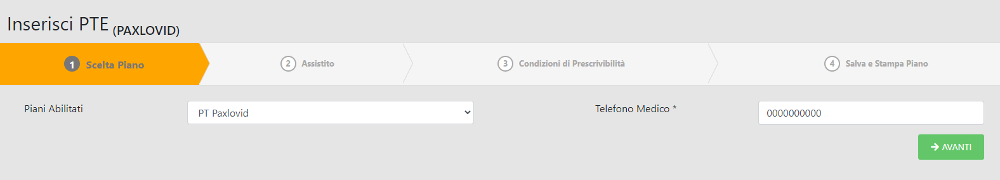 Inserisci PTE (PAXLOVID)
1 Scelta Piano
2 Assistito
3 Condizioni di Prescrivibilità
4 Salva e Stampa Piano
Piani Abilitati
PT Paxlovid
Telefono Medico *
0000000000
AVANTI